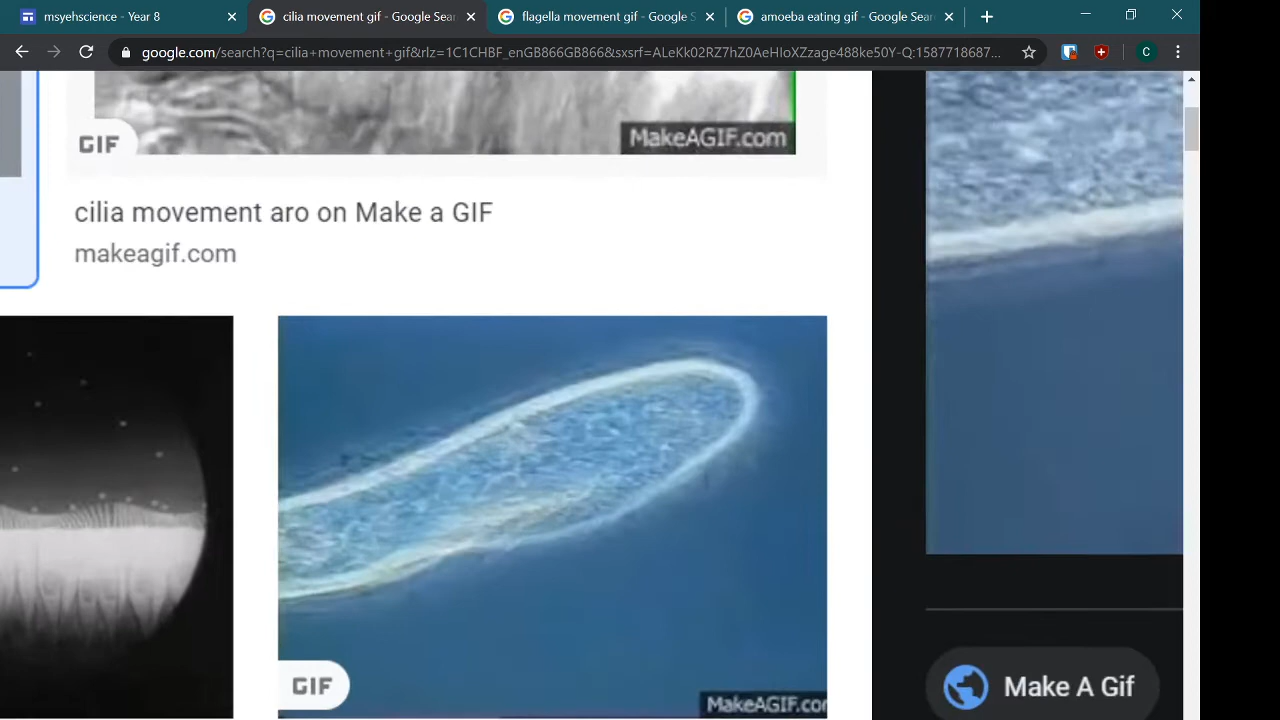 msyehscience - Year 8
cilia movement gif - Google Sear
flagella movement gif - Google S
amoeba eating gif - Google Sear
google.com/search?q=cilia+movement+gif&rlz=1C1CHBF_enGB866GB866&sxsrf=ALeKk02RZ7hZ0AeHIoXZzage488ke50Y-Q:1587718687...
C
GIF
MakeAGIF.com
cilia movement aro on Make a GIF
makeagif.com
GIF
MakeAGIF.com
Make A Gif